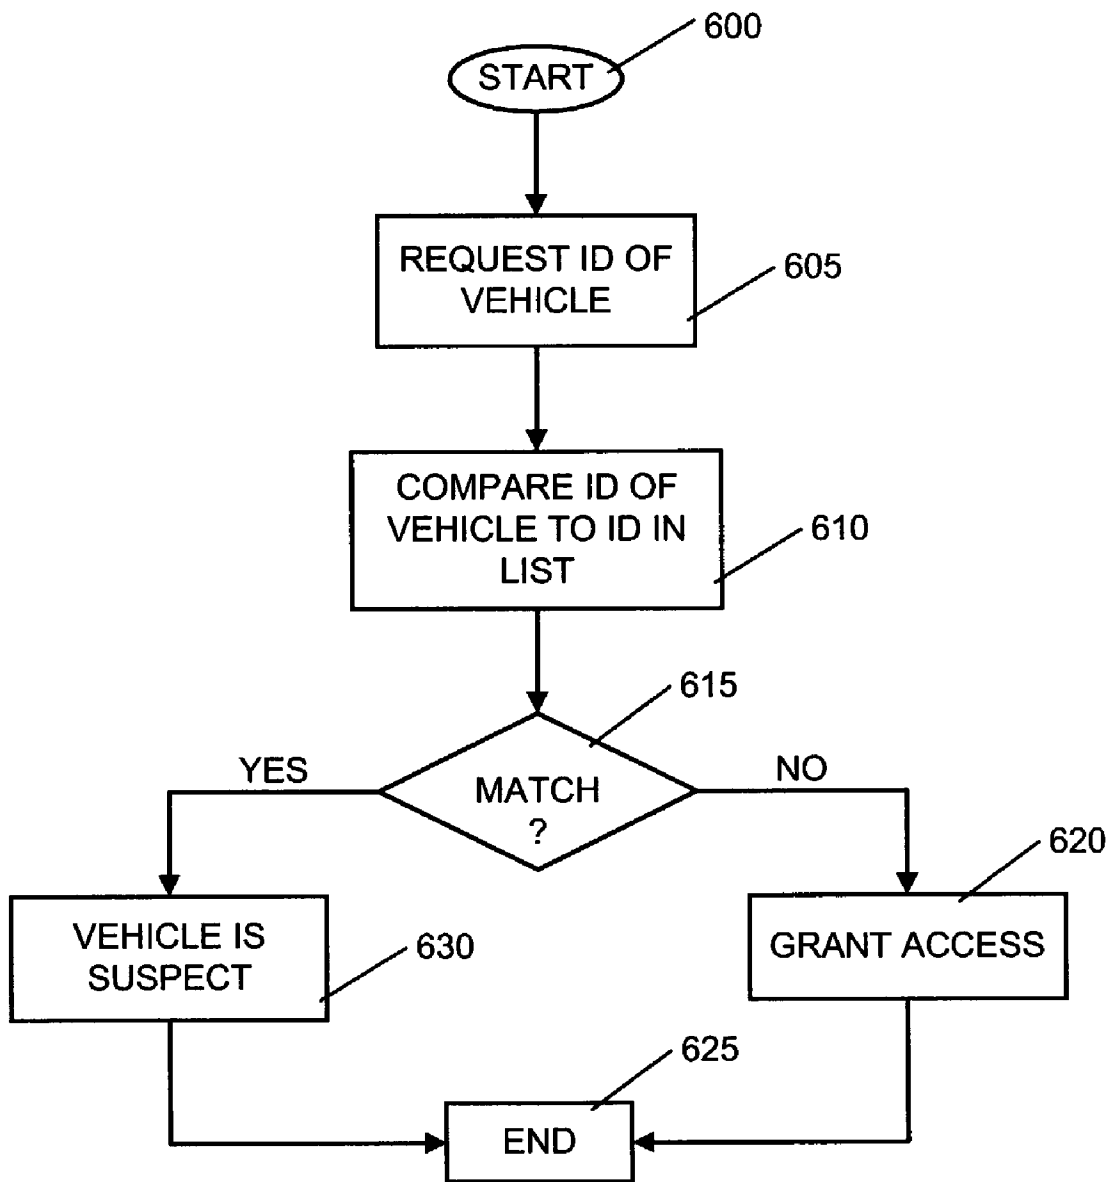 600
START
REQUEST ID OF
VEHICLE
605
COMPARE ID OF
VEHICLE TO ID IN
LIST
610
615
YES
MATCH
?
NO
620
VEHICLE IS
SUSPECT
630
GRANT ACCESS
625
END